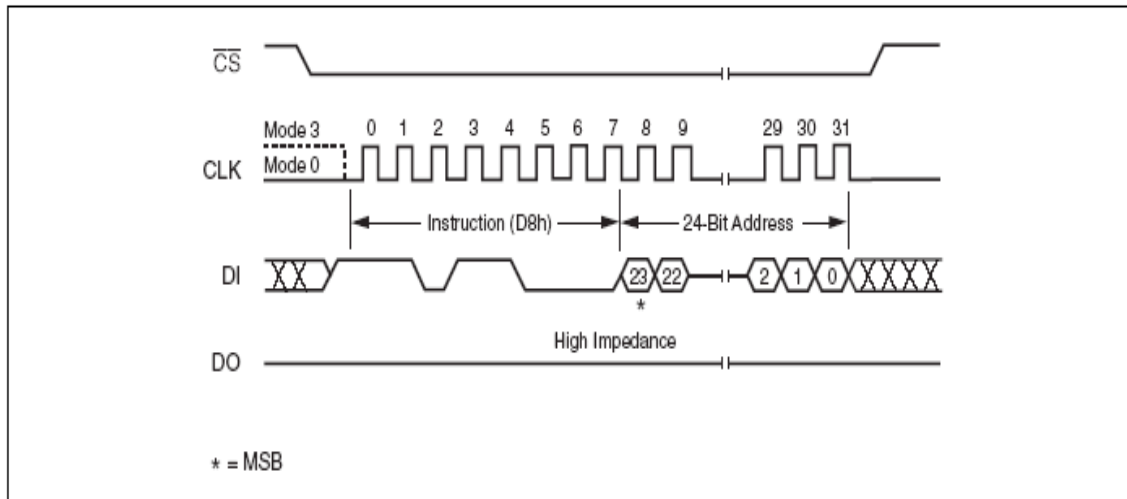 CS
Mode 3 0 1 2 3 4 5 6 7 8 9 29 30 31
CLK Mode 0
Instruction (D8h) 24-Bit Address
DI 23 22 2 1 0
*
High Impedance
DO
* = MSB